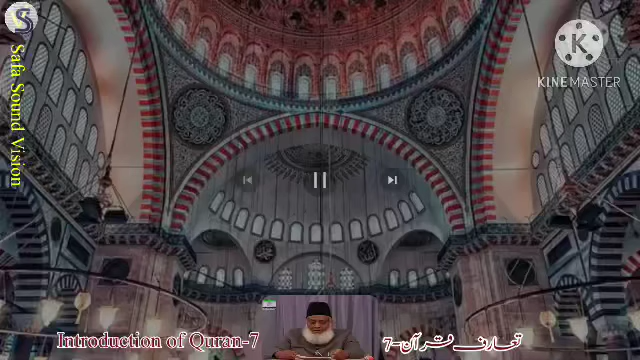 S
Safa Sound Vision
K
KINEMASTER
Introduction of Quran-7
تعارف قرآن-7